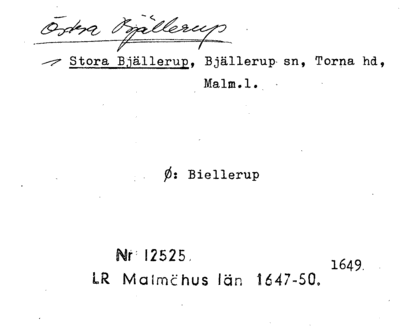 Östra Bjällerup
Stora Bjällerup, Bjällerup sn, Torna hd,
Malm.l.
Ø: Biellerup
Nr 12525.
1649.
LR Malmöhus län 1647-50.